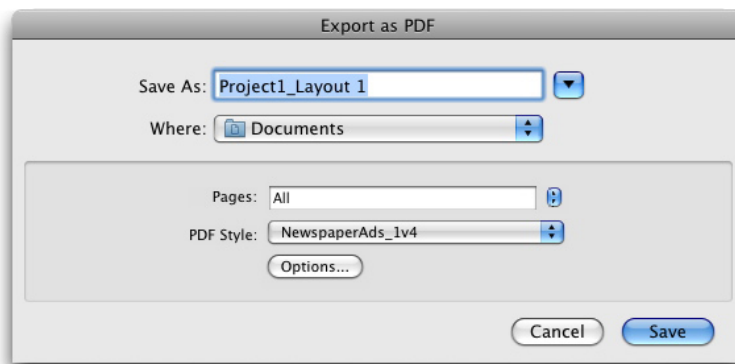 Export as PDF
Save As: Project1_Layout 1
Where: Documents
Pages: All
PDF Style: NewspaperAds_1v4
Options...
Cancel Save